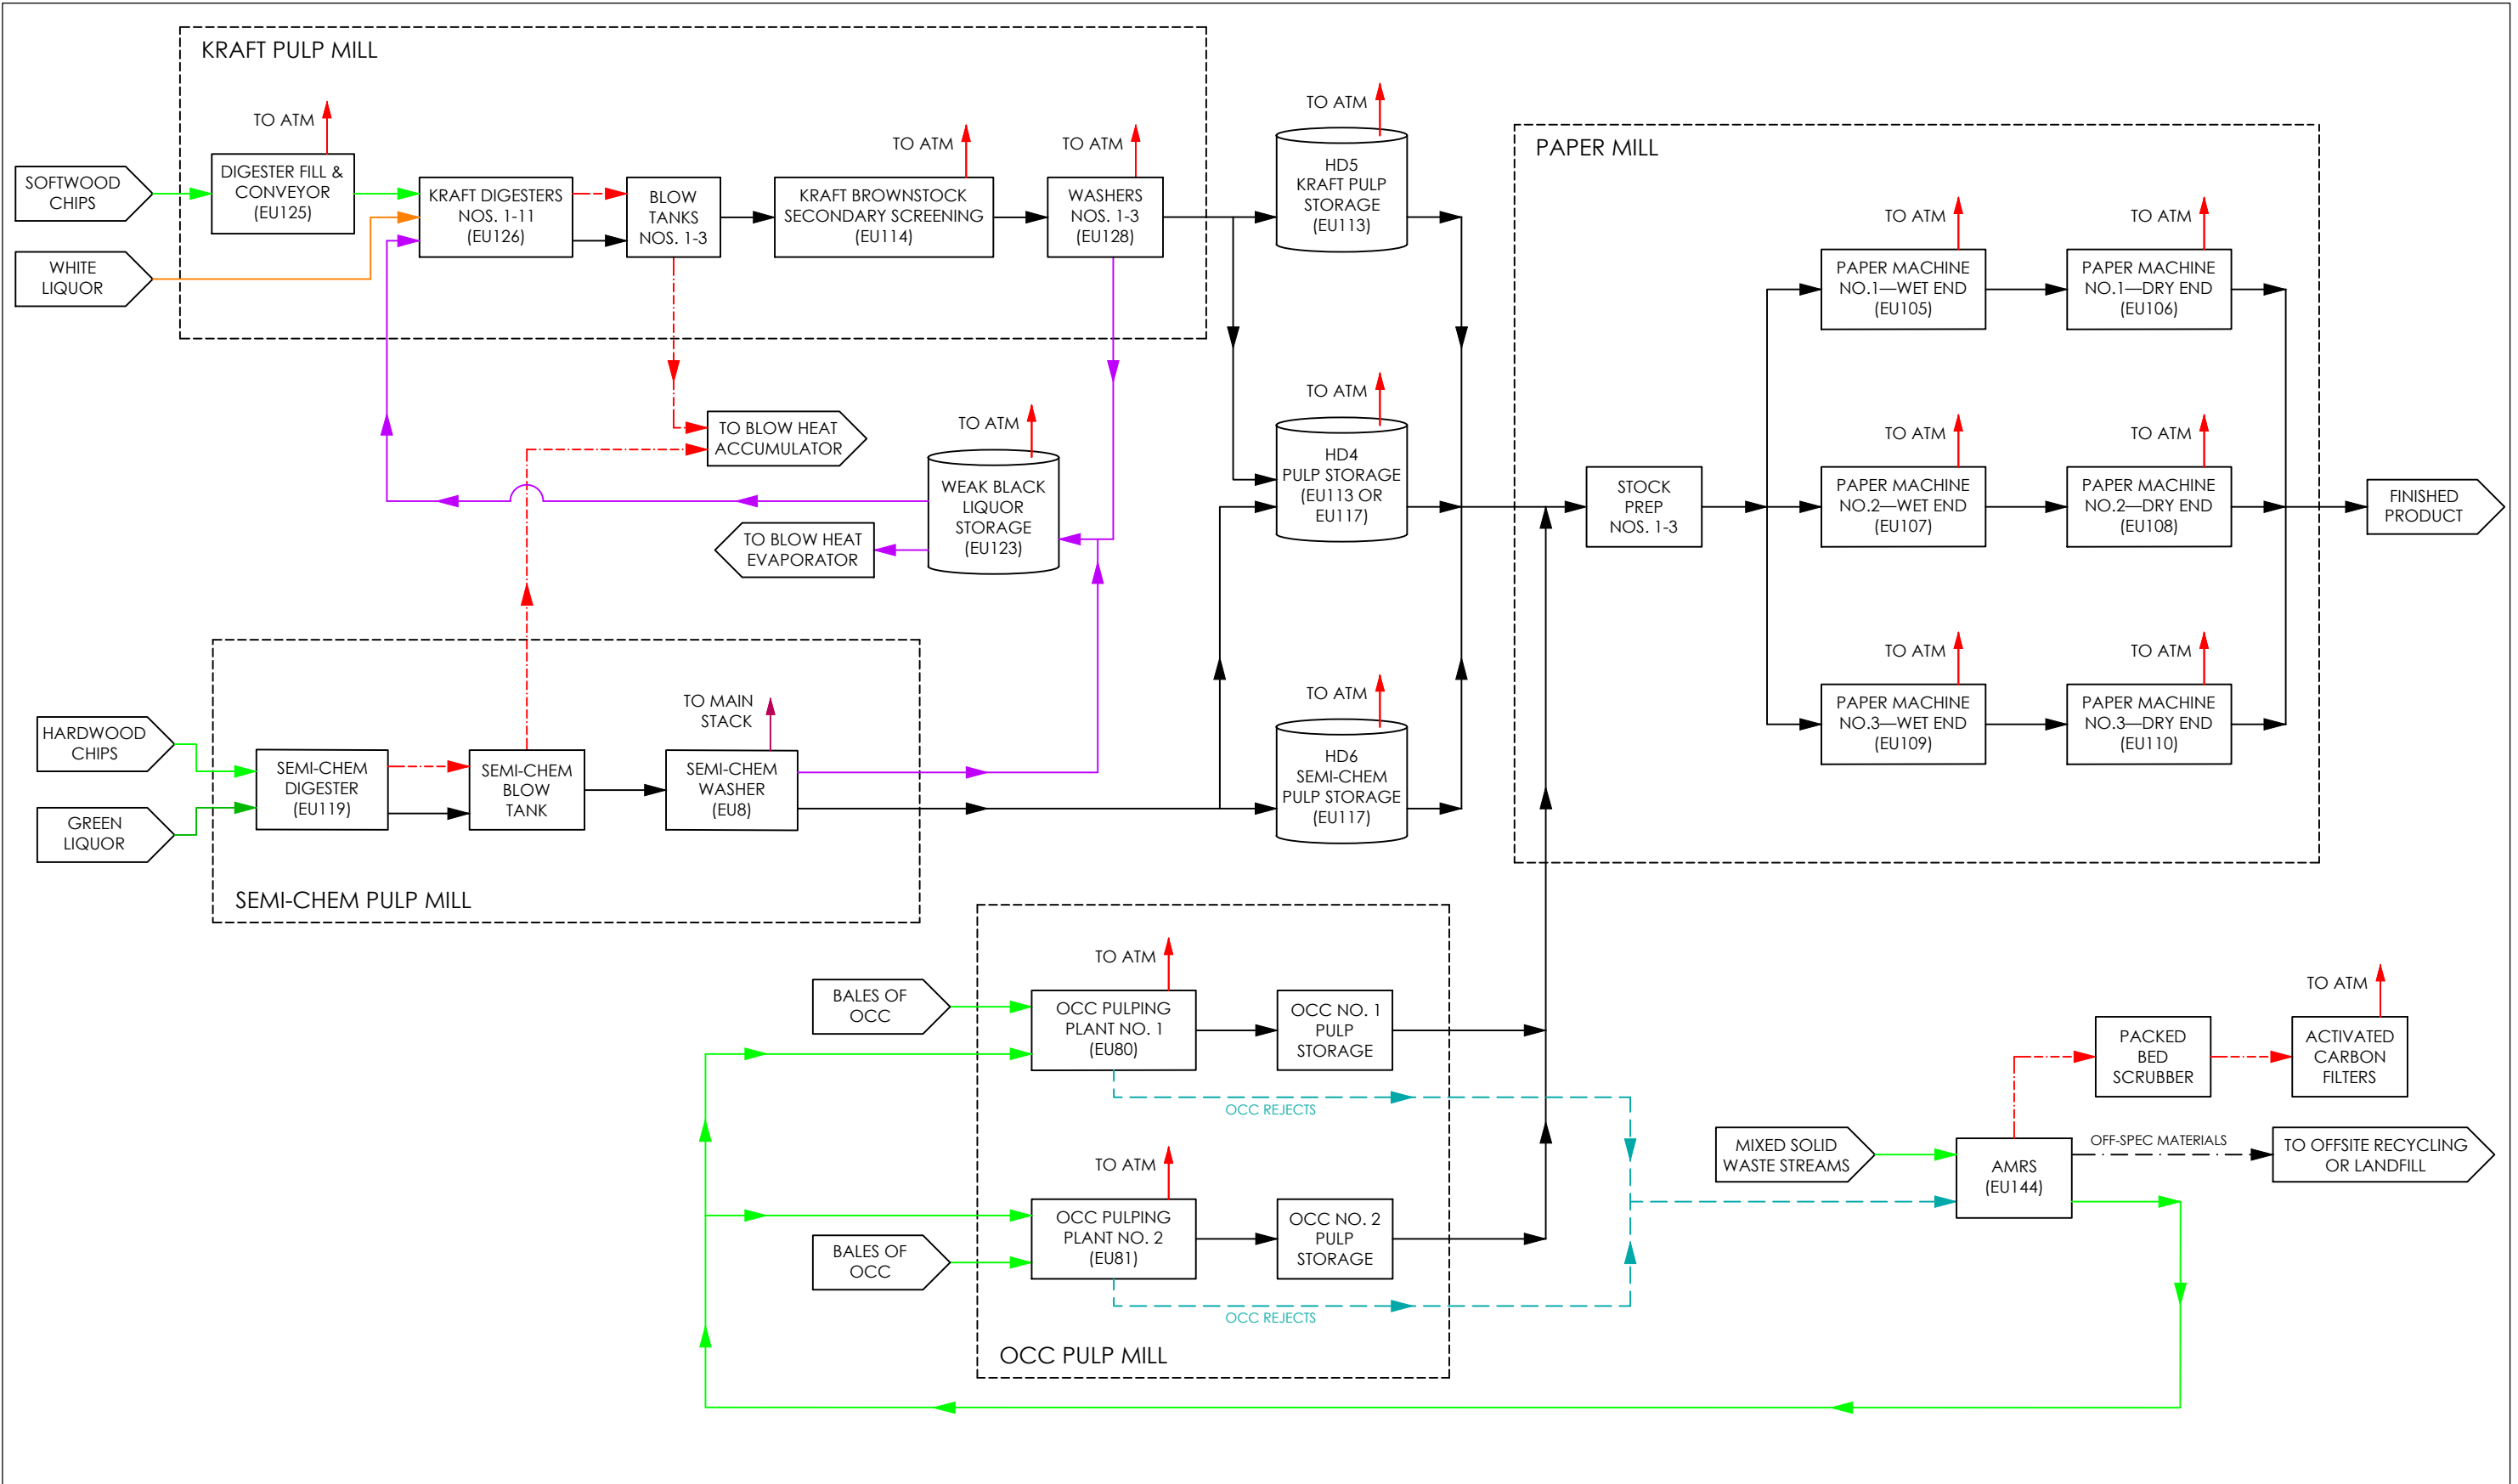 KRAFT PULP MILL
TO ATM
SOFTWOOD
CHIPS
DIGESTER FILL &
CONVEYOR
(EU125)
WHITE
LIQUOR
KRAFT DIGESTERS
NOS. 1-11
(EU126)
BLOW
TANKS
NOS. 1-3
TO ATM
KRAFT BROWNSTOCK
SECONDARY SCREENING
(EU114)
TO ATM
WASHERS
NOS. 1-3
(EU128)
TO ATM
HD5
KRAFT PULP
STORAGE
(EU113)
TO BLOW HEAT
ACCUMULATOR
TO ATM
WEAK BLACK
LIQUOR
STORAGE
(EU123)
TO BLOW HEAT
EVAPORATOR
TO ATM
HD4
PULP STORAGE
(EU113 OR
EU117)
HARDWOOD
CHIPS
GREEN
LIQUOR
SEMI-CHEM
DIGESTER
(EU119)
SEMI-CHEM
BLOW
TANK
TO MAIN
STACK
SEMI-CHEM
WASHER
(EU8)
SEMI-CHEM PULP MILL
TO ATM
HD6
SEMI-CHEM
PULP STORAGE
(EU117)
PAPER MILL
STOCK
PREP
NOS. 1-3
TO ATM
PAPER MACHINE
NO.1—WET END
(EU105)
TO ATM
PAPER MACHINE
NO.1—DRY END
(EU106)
TO ATM
PAPER MACHINE
NO.2—WET END
(EU107)
TO ATM
PAPER MACHINE
NO.2—DRY END
(EU108)
TO ATM
PAPER MACHINE
NO.3—WET END
(EU109)
TO ATM
PAPER MACHINE
NO.3—DRY END
(EU110)
FINISHED
PRODUCT
BALES OF
OCC
TO ATM
OCC PULPING
PLANT NO. 1
(EU80)
OCC NO. 1
PULP
STORAGE
OCC REJECTS
BALES OF
OCC
TO ATM
OCC PULPING
PLANT NO. 2
(EU81)
OCC NO. 2
PULP
STORAGE
OCC REJECTS
OCC PULP MILL
MIXED SOLID
WASTE STREAMS
AMRS
(EU144)
PACKED
BED
SCRUBBER
TO ATM
ACTIVATED
CARBON
FILTERS
OFF-SPEC MATERIALS
TO OFFSITE RECYCLING
OR LANDFILL